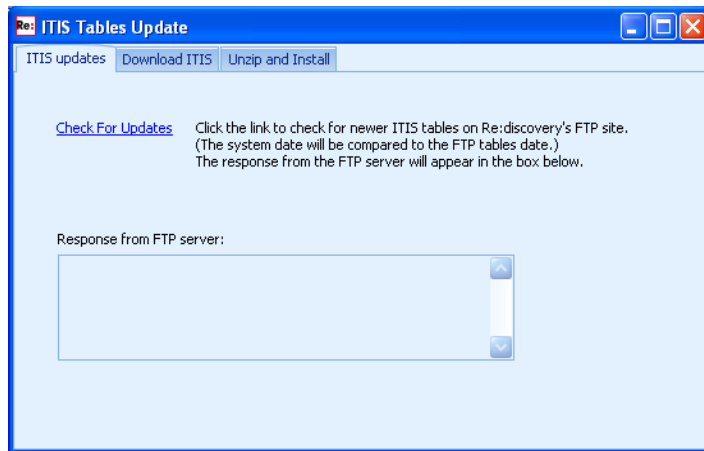 Re: ITIS Tables Update
ITIS updates Download ITIS Unzip and Install
Check For Updates Click the link to check for newer ITIS tables on Re:discovery's FTP site.
(The system date will be compared to the FTP tables date.)
The response from the FTP server will appear in the box below.
Response from FTP server: